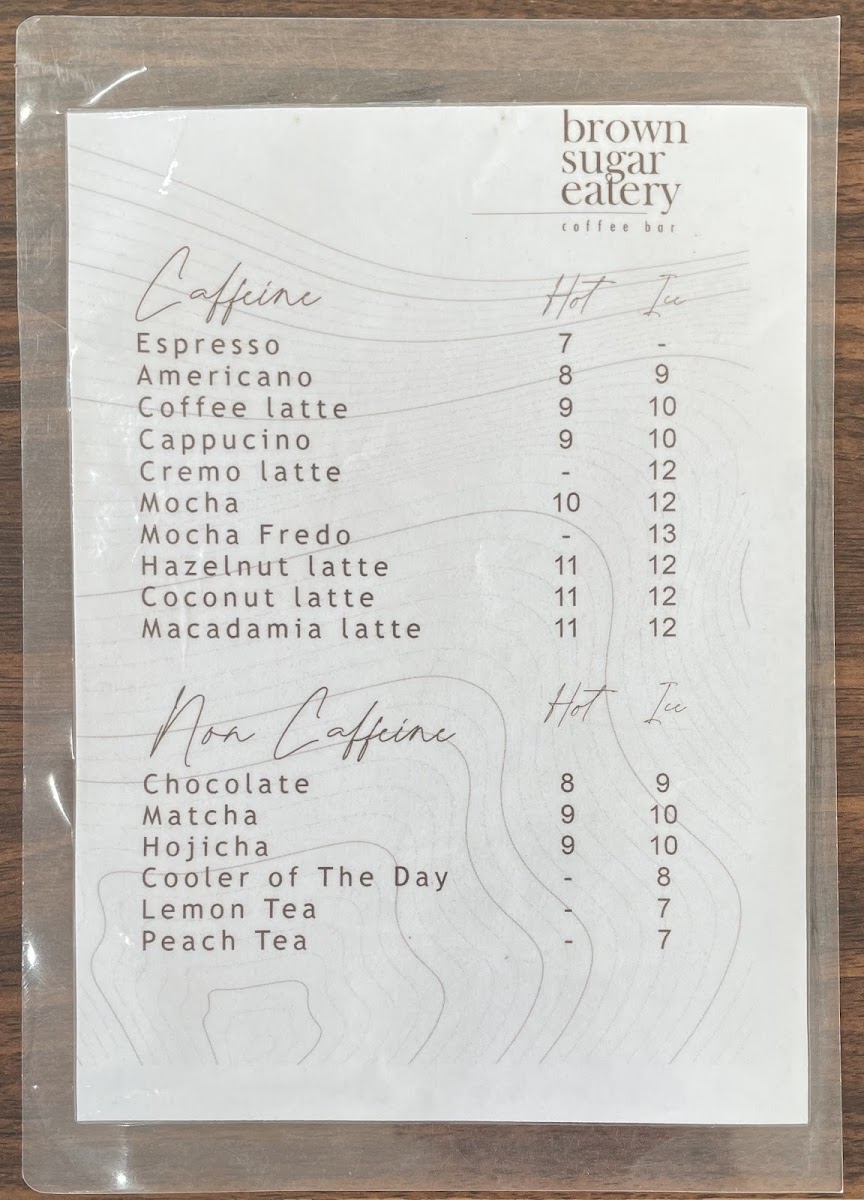 brown
sugar
eatery
coffee bar
Caffeine Hot Ice
Espresso 7 -
Americano 8 9
Coffee latte 9 10
Cappucino 9 10
Cremo latte - 12
Mocha 10 12
Mocha Fredo - 13
Hazelnut latte 11 12
Coconut latte 11 12
Macadamia latte 11 12
Non Caffeine Hot Ice
Chocolate 8 9
Matcha 9 10
Hojicha 9 10
Cooler of The Day - 8
Lemon Tea - 7
Peach Tea - 7